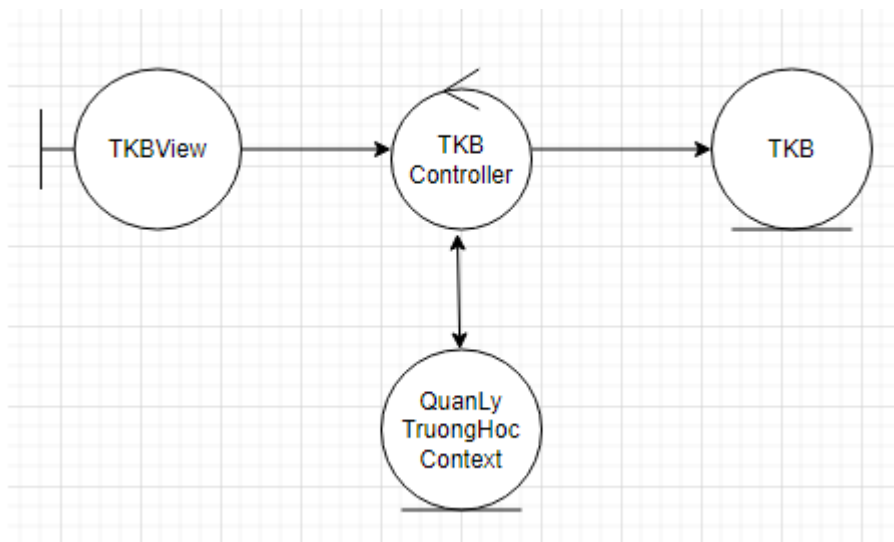 TKBView
TKB
Controller
TKB
QuanLy
TruongHoc
Context